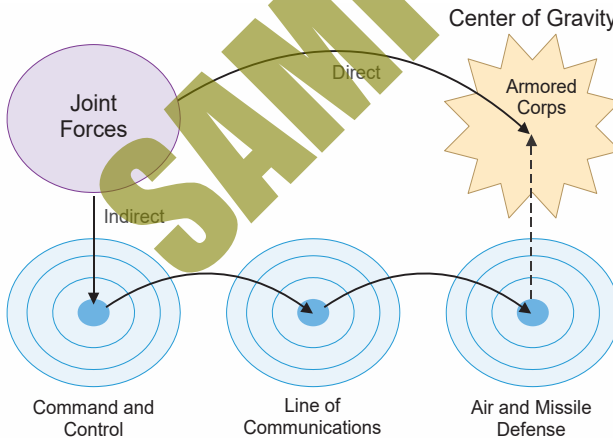 Center of Gravity
Direct
Armored
Corps
Joint
Forces
Indirect
Command and
Control
Line of
Communications
Air and Missile
Defense